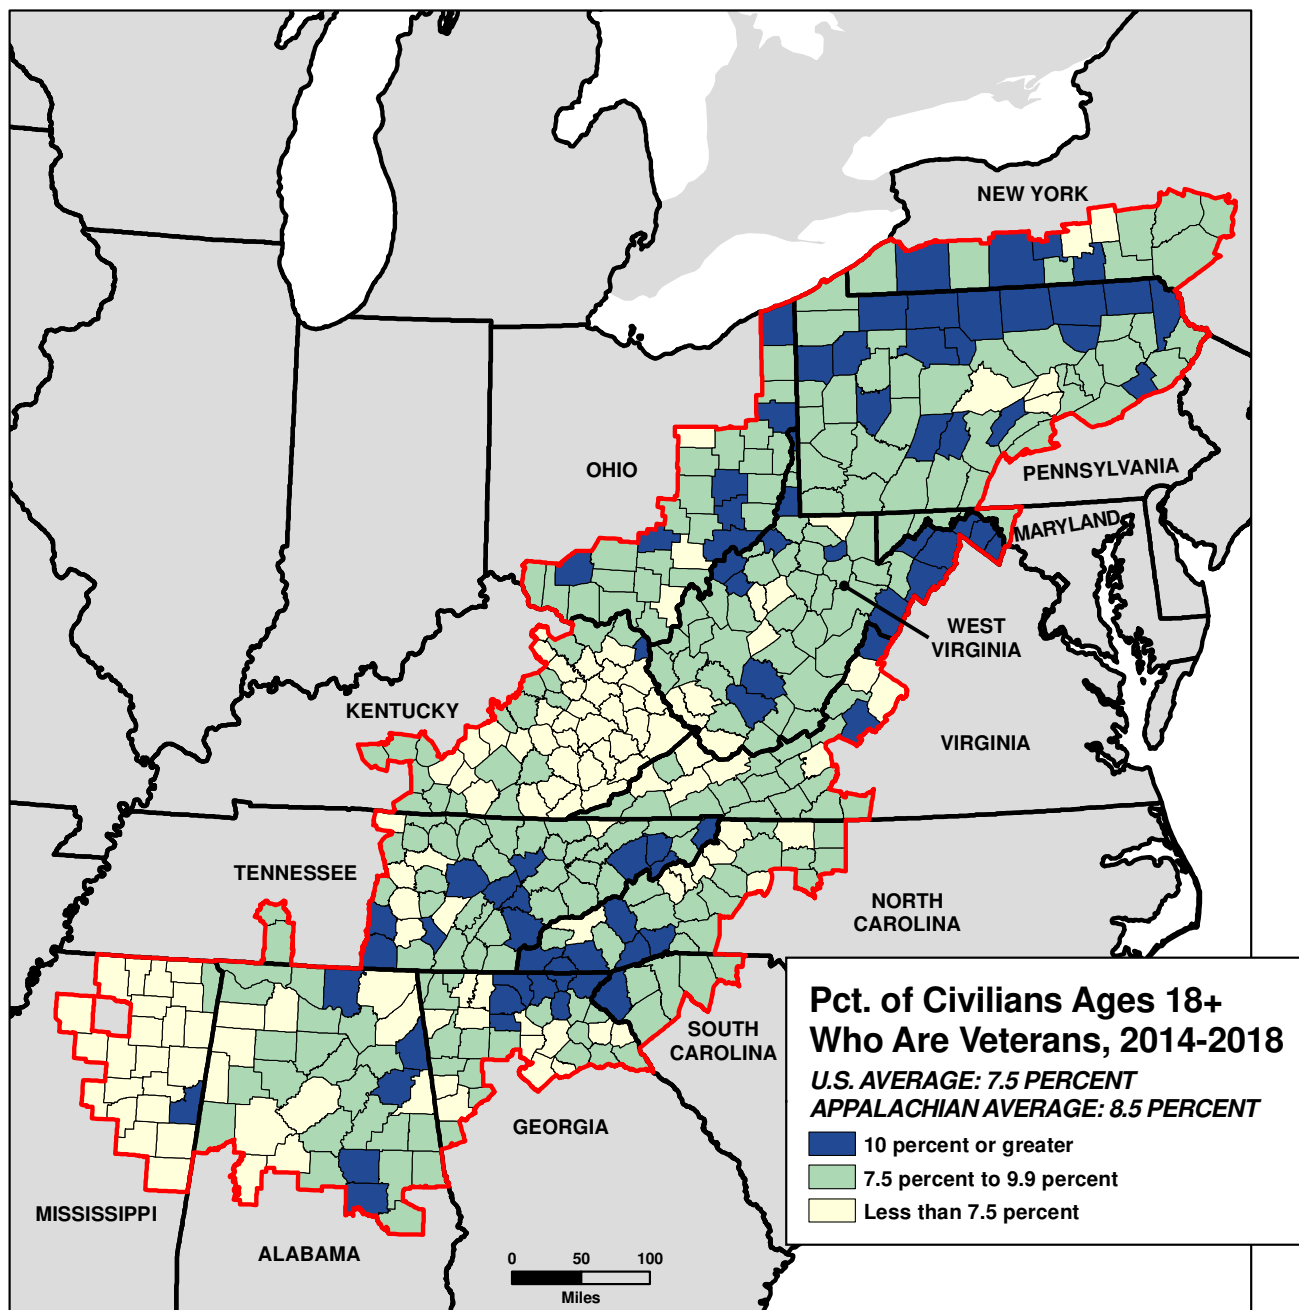 NEW YORK
OHIO
PENNSYLVANIA
MARYLAND
WEST
VIRGINIA
KENTUCKY
VIRGINIA
TENNESSEE
NORTH
CAROLINA
SOUTH
CAROLINA
GEORGIA
MISSISSIPPI
ALABAMA
0 50 100
Miles
Pct. of Civilians Ages 18+
Who Are Veterans, 2014-2018
U.S. AVERAGE: 7.5 PERCENT
APPALACHIAN AVERAGE: 8.5 PERCENT
10 percent or greater
7.5 percent to 9.9 percent
Less than 7.5 percent